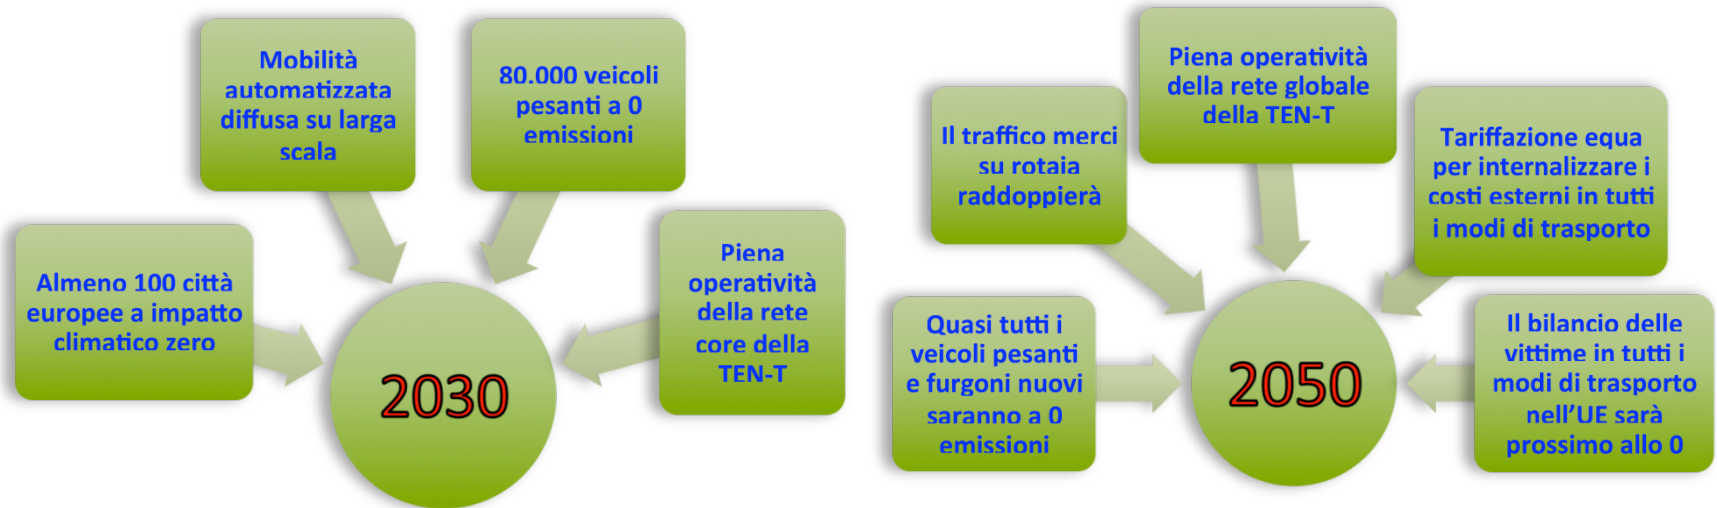 Almeno 100 città
europee a impatto
climatico zero
Mobilità
automatizzata
diffusa su larga
scala
80.000 veicoli
pesanti a 0
emissioni
Piena
operatività
della rete
core della
TEN-T
2030
Quasi tutti i
veicoli pesanti
e furgoni nuovi
saranno a 0
emissioni
Il traffico merci
su rotaia
raddoppierà
Piena operatività
della rete globale
della TEN-T
Tariffazione equa
per internalizzare i
costi esterni in tutti
i modi di trasporto
Il bilancio delle
vittime in tutti i
modi di trasporto
nell’UE sarà
prossimo allo 0
2050